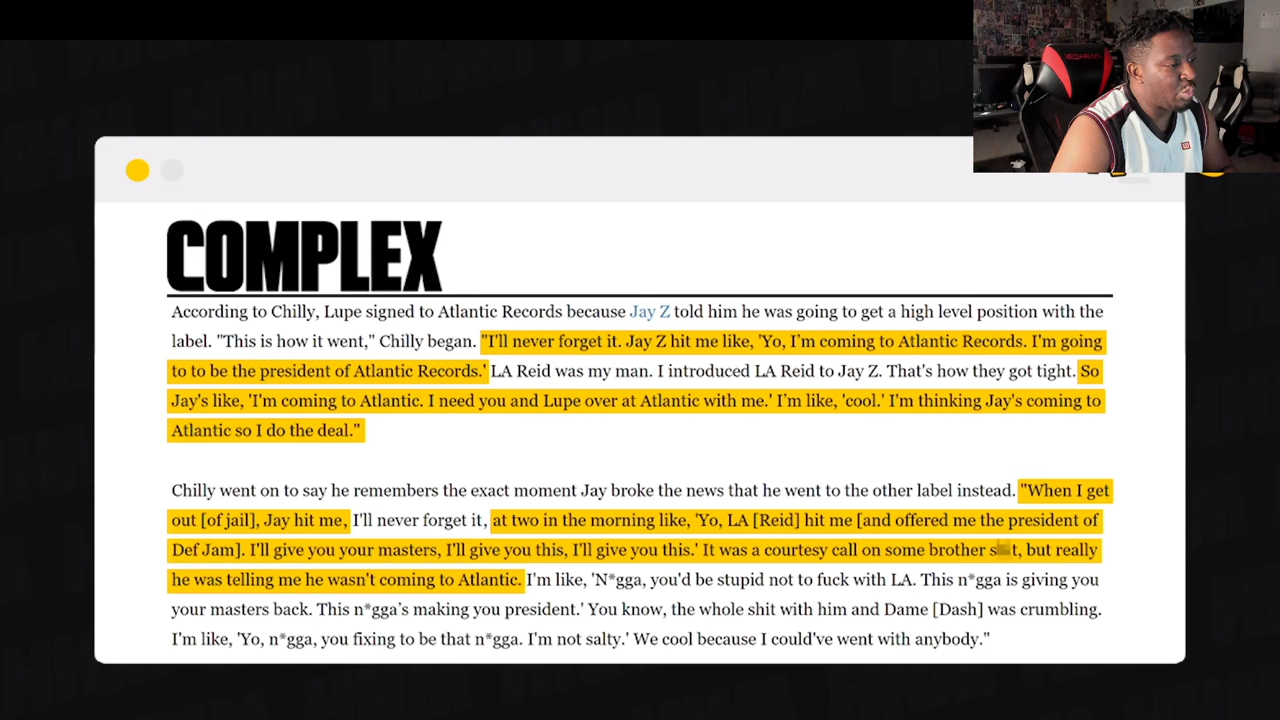 COMPLEX
According to Chilly, Lupe signed to Atlantic Records because Jay Z told him he was going to get a high level position with the
label. "This is how it went," Chilly began. "I'll never forget it. Jay Z hit me like, 'Yo, I'm coming to Atlantic Records. I'm going
to to be the president of Atlantic Records.' LA Reid was my man. I introduced LA Reid to Jay Z. That's how they got tight. So
Jay's like, 'I'm coming to Atlantic. I need you and Lupe over at Atlantic with me.' I'm like, 'cool.' I'm thinking Jay's coming to
Atlantic so I do the deal."
Chilly went on to say he remembers the exact moment Jay broke the news that he went to the other label instead. "When I get
out [of jail], Jay hit me, I'll never forget it, at two in the morning like, 'Yo, LA [Reid] hit me [and offered me the president of
Def Jam]. I'll give you your masters, I'll give you this, I'll give you this.' It was a courtesy call on some brother s t, but really
he was telling me he wasn't coming to Atlantic. I'm like, 'N*gga, you'd be stupid not to fuck with LA. This n*gga is giving you
your masters back. This n*gga's making you president.' You know, the whole shit with him and Dame [Dash] was crumbling.
I'm like, 'Yo, n*gga, you fixing to be that n*gga. I'm not salty.' We cool because I could've went with anybody."